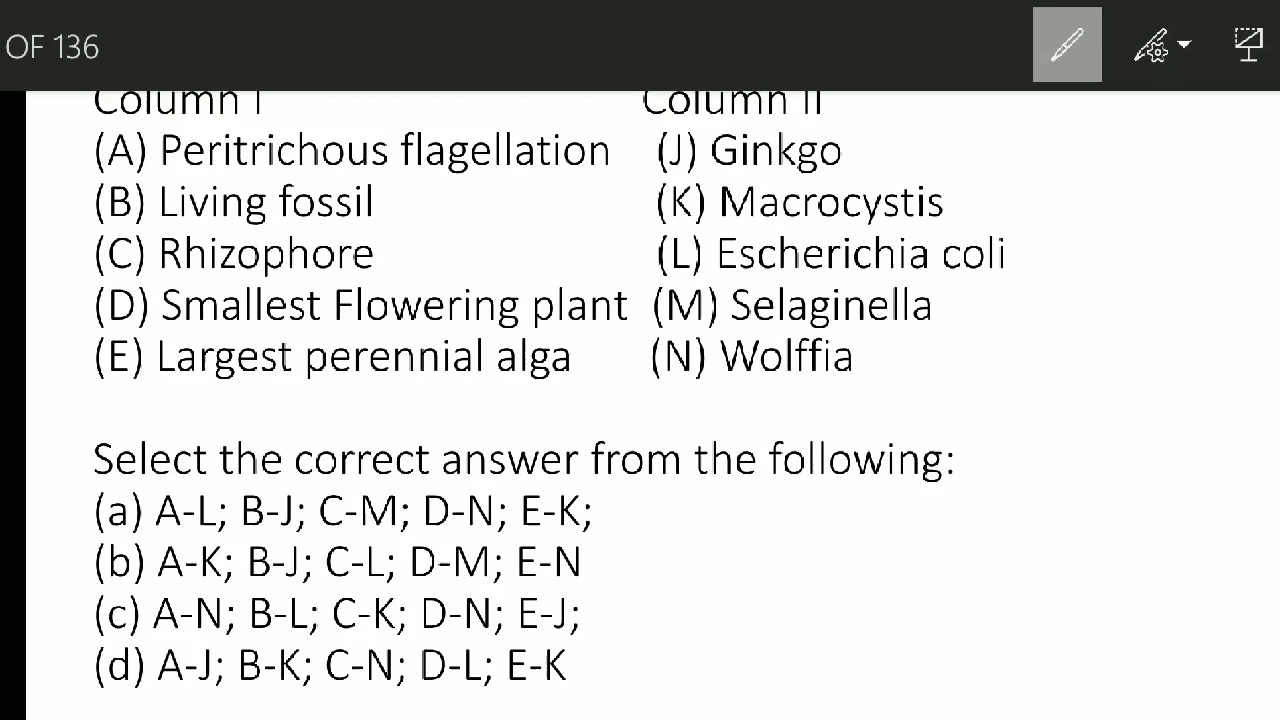 OF 136
Column I Column II
(A) Peritrichous flagellation (J) Ginkgo
(B) Living fossil (K) Macrocystis
(C) Rhizophore (L) Escherichia coli
(D) Smallest Flowering plant (M) Selaginella
(E) Largest perennial alga (N) Wolffia
Select the correct answer from the following:
(a) A-L; B-J; C-M; D-N; E-K;
(b) A-K; B-J; C-L; D-M; E-N
(c) A-N; B-L; C-K; D-N; E-J;
(d) A-J; B-K; C-N; D-L; E-K